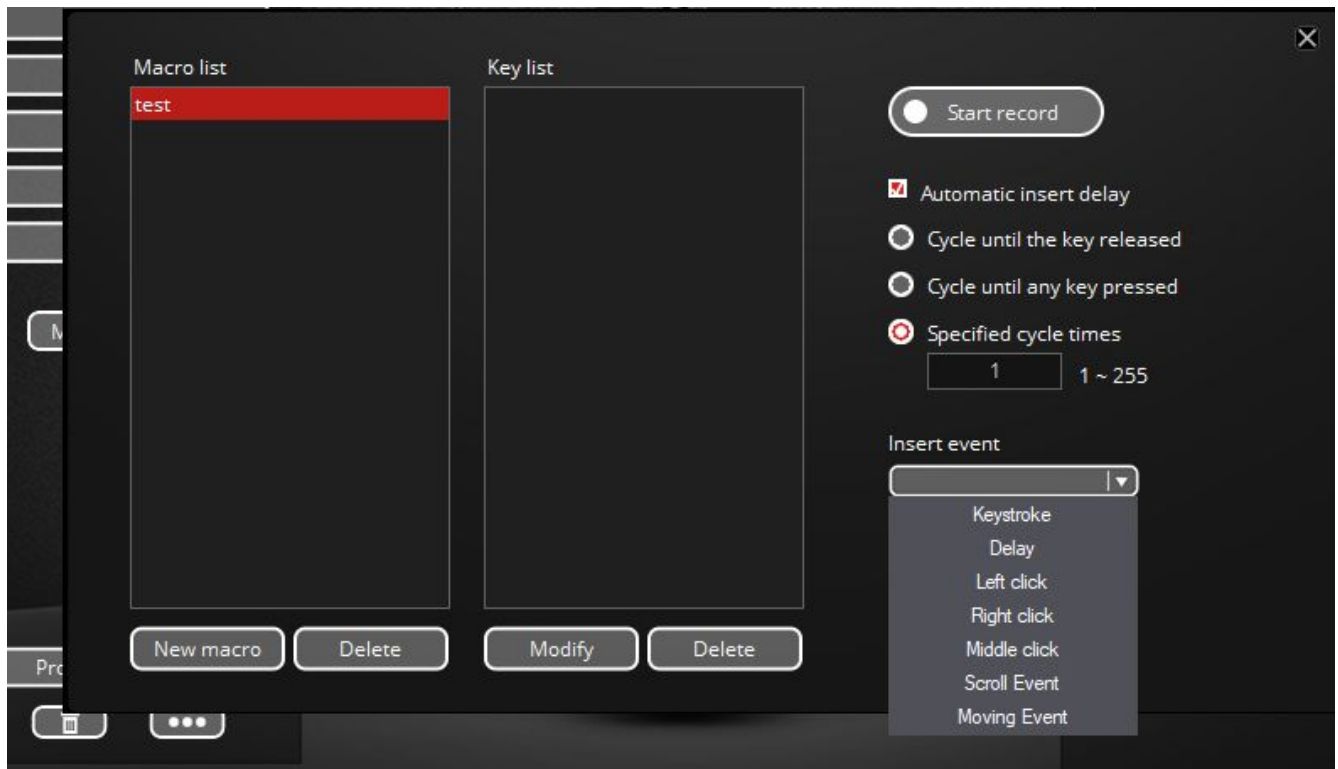 Macro list
Key list
test
Start record
Automatic insert delay
Cycle until the key released
Cycle until any key pressed
Specified cycle times
1
1 ~ 255
Insert event
Keystroke
Delay
Left click
Right click
Middle click
Scroll Event
Moving Event
New macro
Delete
Modify
Delete